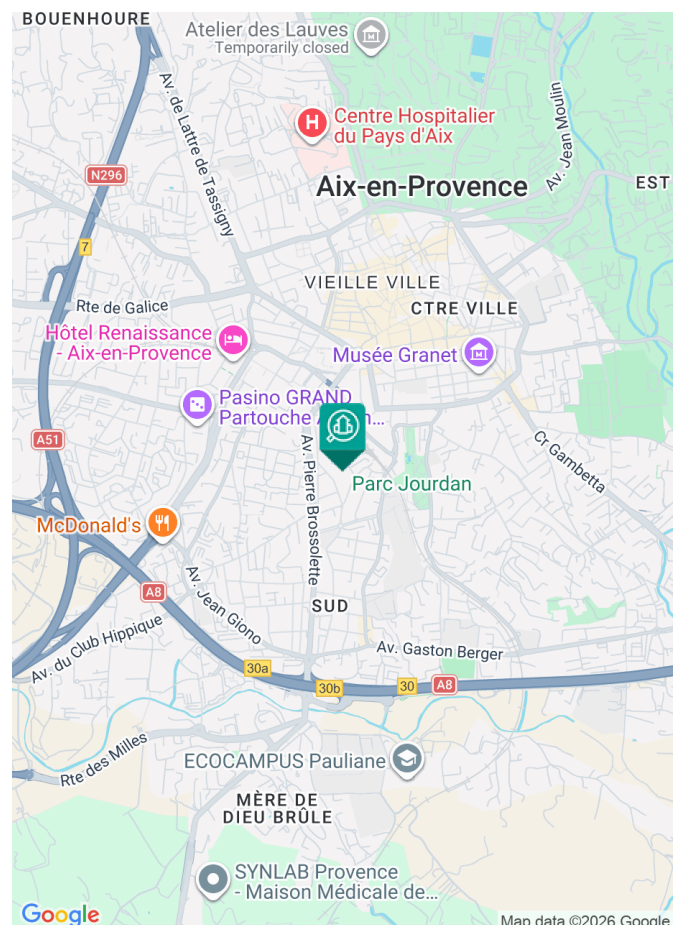 BOUENHOURE
Atelier des Lauves
Temporarily closed
Av. de Lattre de Tassigny
H
Centre Hospitalier
du Pays d'Aix
Av. Jean Moulin
N296
Aix-en-Provence
EST
7
VIEILLE VILLE
Rte de Galice
CTRE VILLE
Hôtel Renaissance
- Aix-en-Provence
Musée Granet
Pasino GRAND
Partouche
A51
Av. Pierre Brossolette
Cr Gambetta
Parc Jourdan
McDonald's
A8
Av. Jean Giono
SUD
Av. du Club Hippique
Av. Gaston Berger
30a
30b
30
A8
Rte des Milles
ECOCAMPUS Pauliane
MÈRE DE
DIEU BRÛLE
SYNLAB Provence
- Maison Médicale de...
Google
Map data ©2026 Google